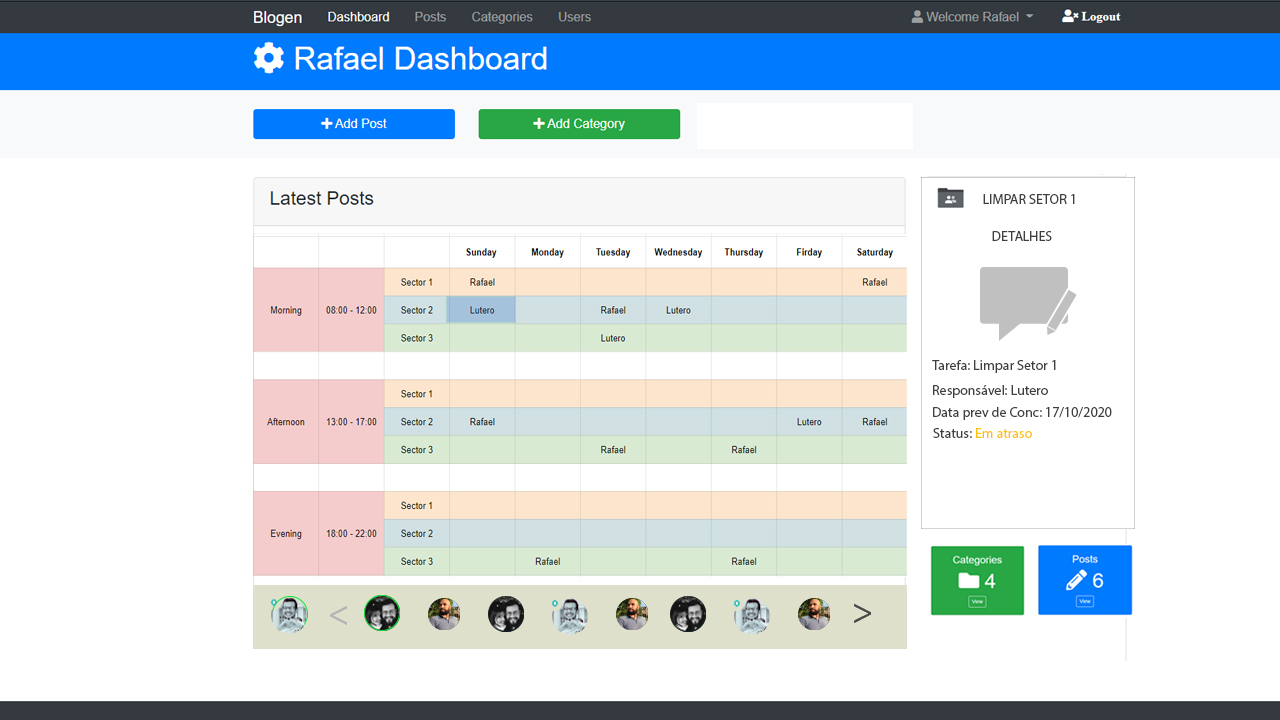 Blogen Dashboard Posts Categories Users Welcome Rafael Logout
Rafael Dashboard
Add Post Add Category
Latest Posts
Sunday Monday Tuesday Wednesday Thursday Firday Saturday
Sector 1 Rafael Rafael
Morning 08:00 - 12:00 Sector 2 Lutero Rafael Lutero
Sector 3 Lutero
Sector 1
Afternoon 13:00 - 17:00 Sector 2 Rafael Lutero Rafael
Sector 3 Rafael Rafael
Sector 1
Evening 18:00 - 22:00 Sector 2
Sector 3 Rafael Rafael
< >
LIMPAR SETOR 1
DETALHES
Tarefa: Limpar Setor 1
Responsável: Lutero
Data prev de Conc: 17/10/2020
Status: Em atraso
Categories
4
View
Posts
6
View